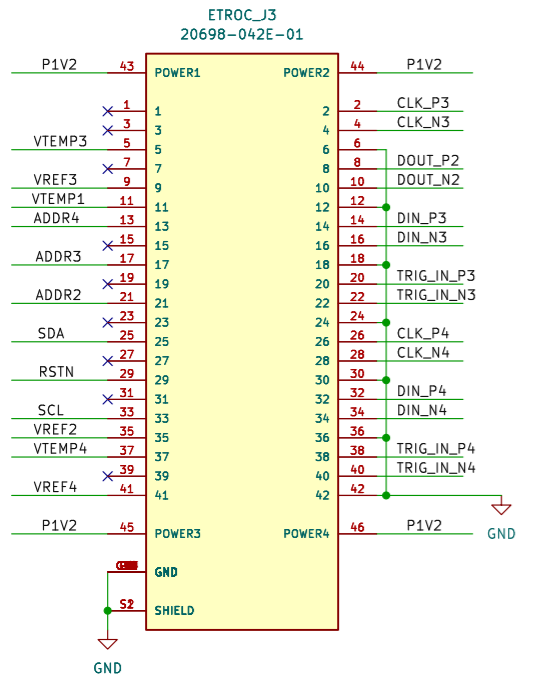 ETROC_J3
20698-042E-01
P1V2 43 POWER1 POWER2 44 P1V2
1 1 2 2 CLK_P3
3 3 4 4 CLK_N3
VTEMP3 5 5 6 6
7 7 8 8 DOUT_P2
VREF3 9 9 10 10 DOUT_N2
VTEMP1 11 11 12 12
ADDR4 13 13 14 14 DIN_P3
15 15 16 16 DIN_N3
ADDR3 17 17 18 18
19 19 20 20 TRIG_IN_P3
ADDR2 21 21 22 22 TRIG_IN_N3
23 23 24 24
SDA 25 25 26 26 CLK_P4
27 27 28 28 CLK_N4
RSTN 29 29 30 30
31 31 32 32 DIN_P4
SCL 33 33 34 34 DIN_N4
VREF2 35 35 36 36
VTEMP4 37 37 38 38 TRIG_IN_P4
39 39 40 40 TRIG_IN_N4
VREF4 41 41 42 42
P1V2 45 POWER3 POWER4 46 P1V2
GND
GND
SHIELD
GND